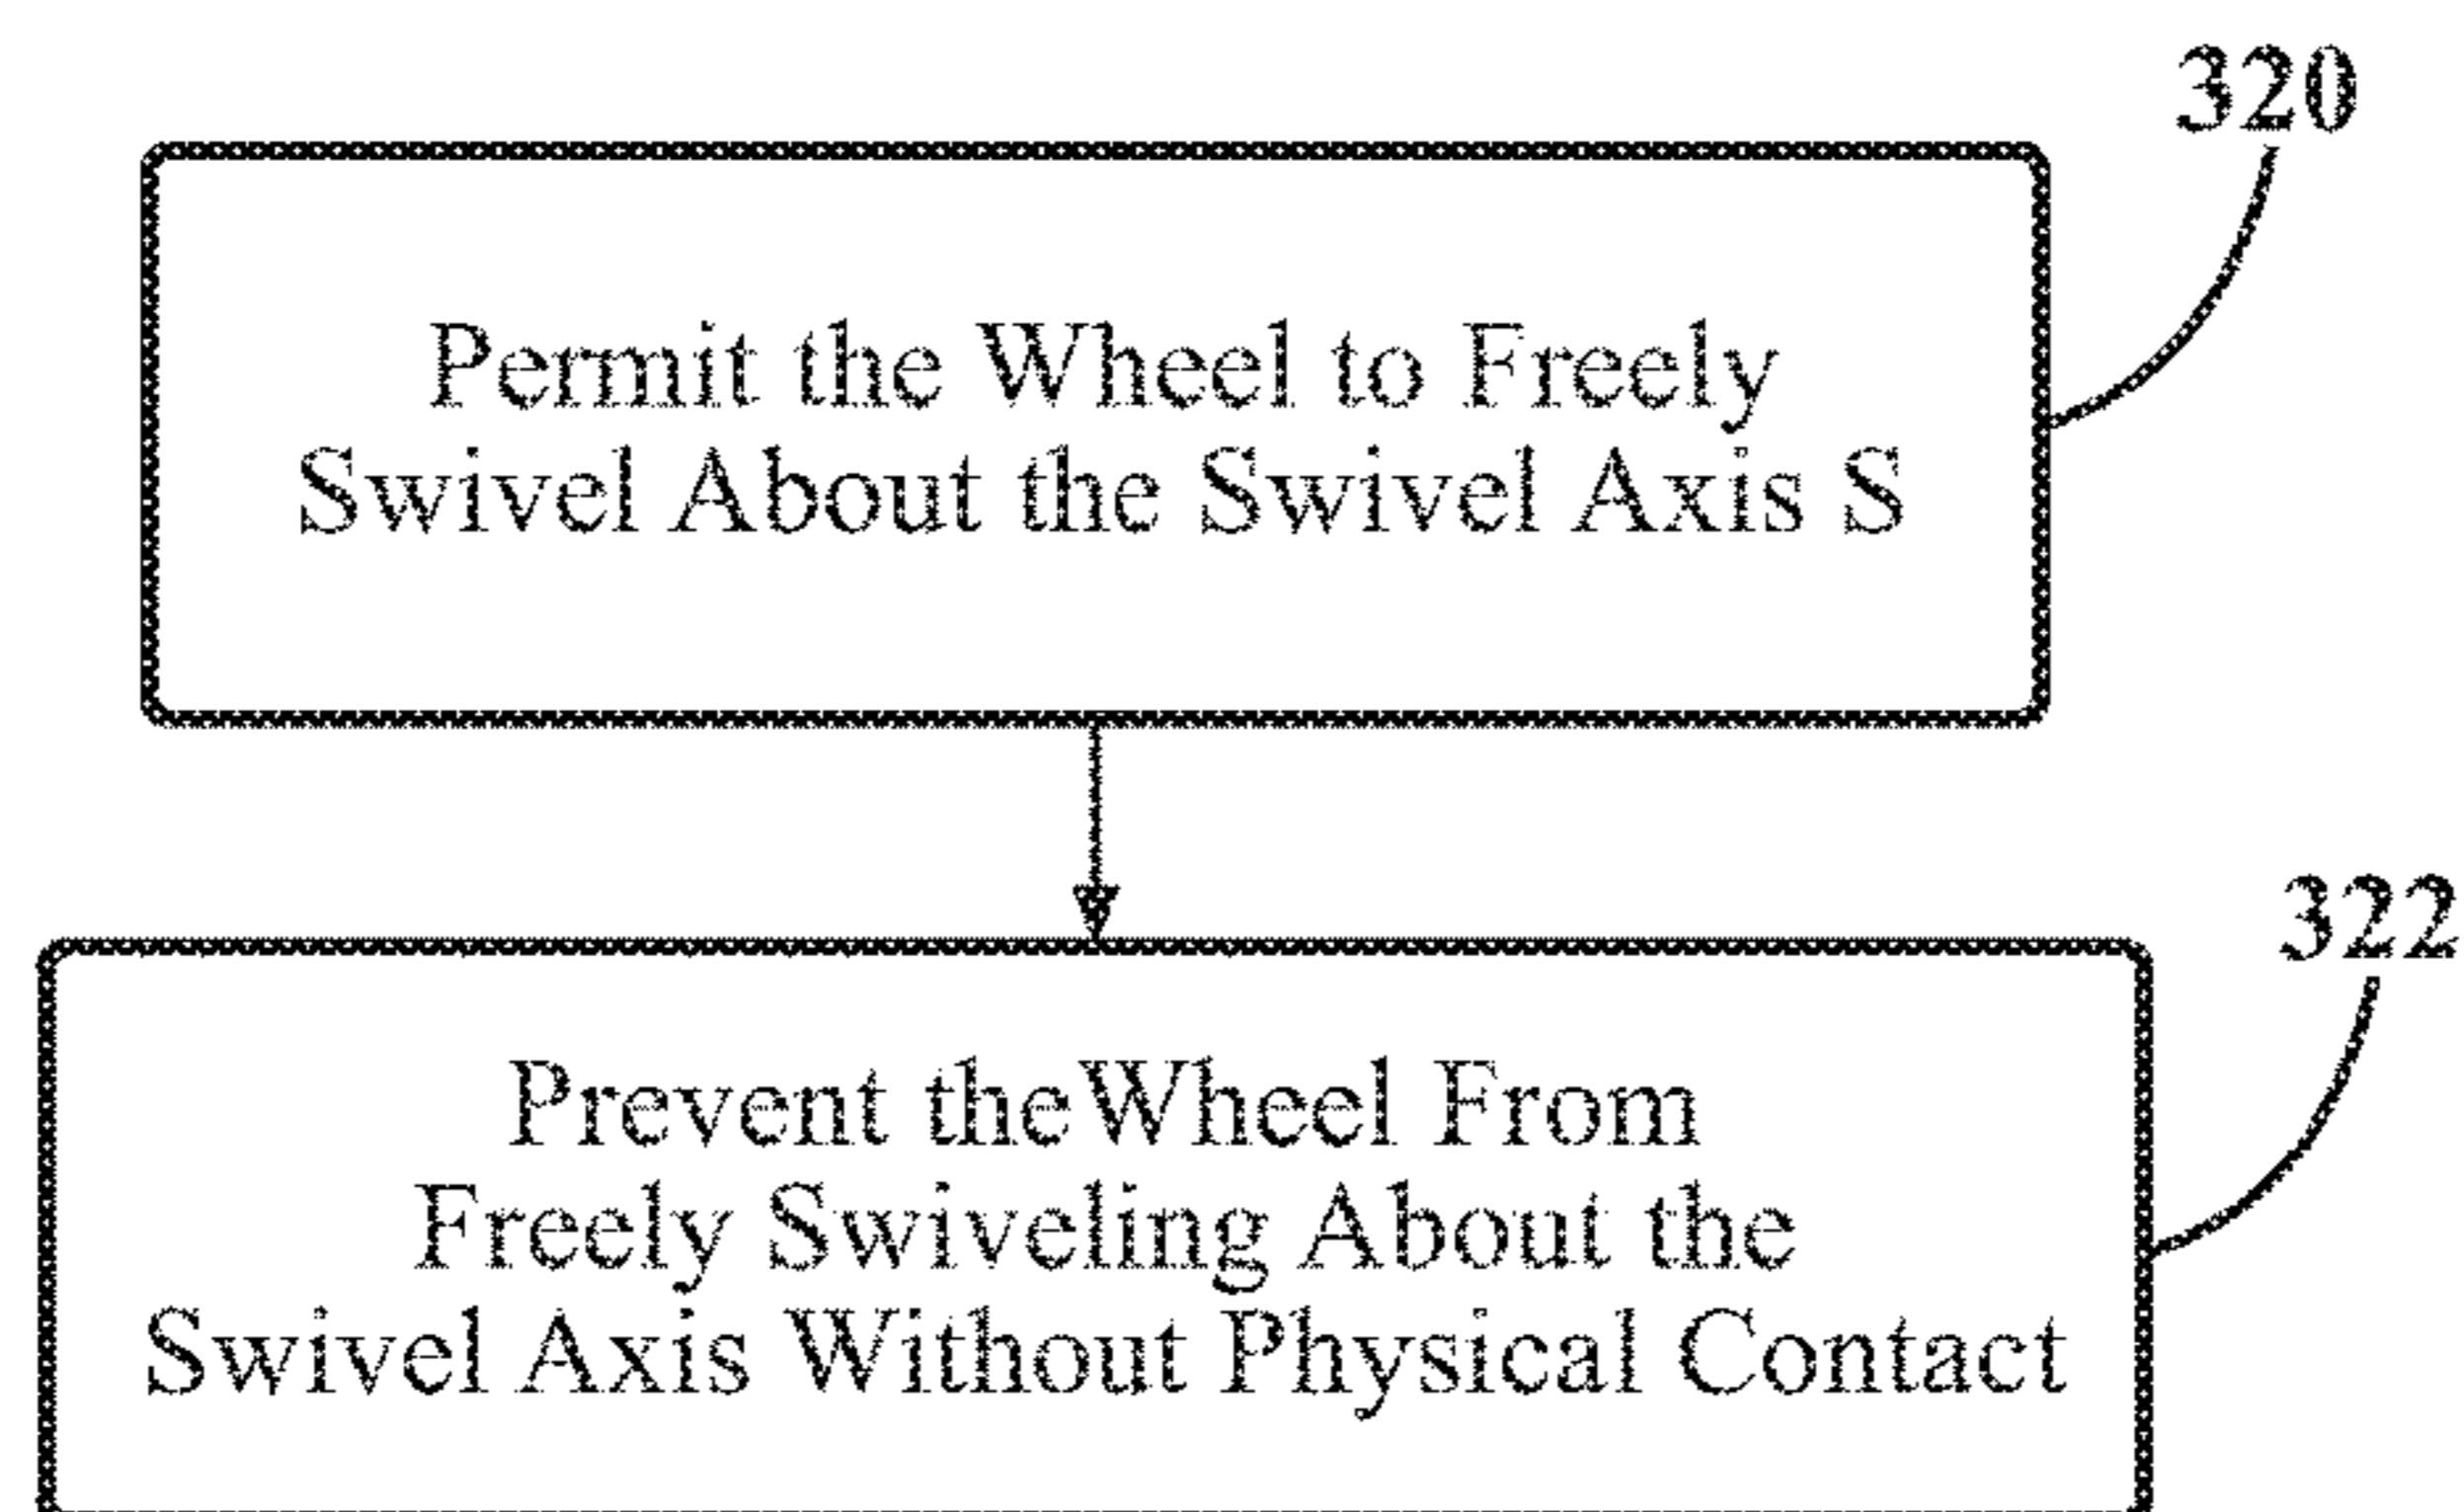 320
Permit the Wheel to Freely
Swivel About the Swivel Axis S
322
Prevent theWheel From
Freely Swiveling About the
Swivel Axis Without Physical Contact